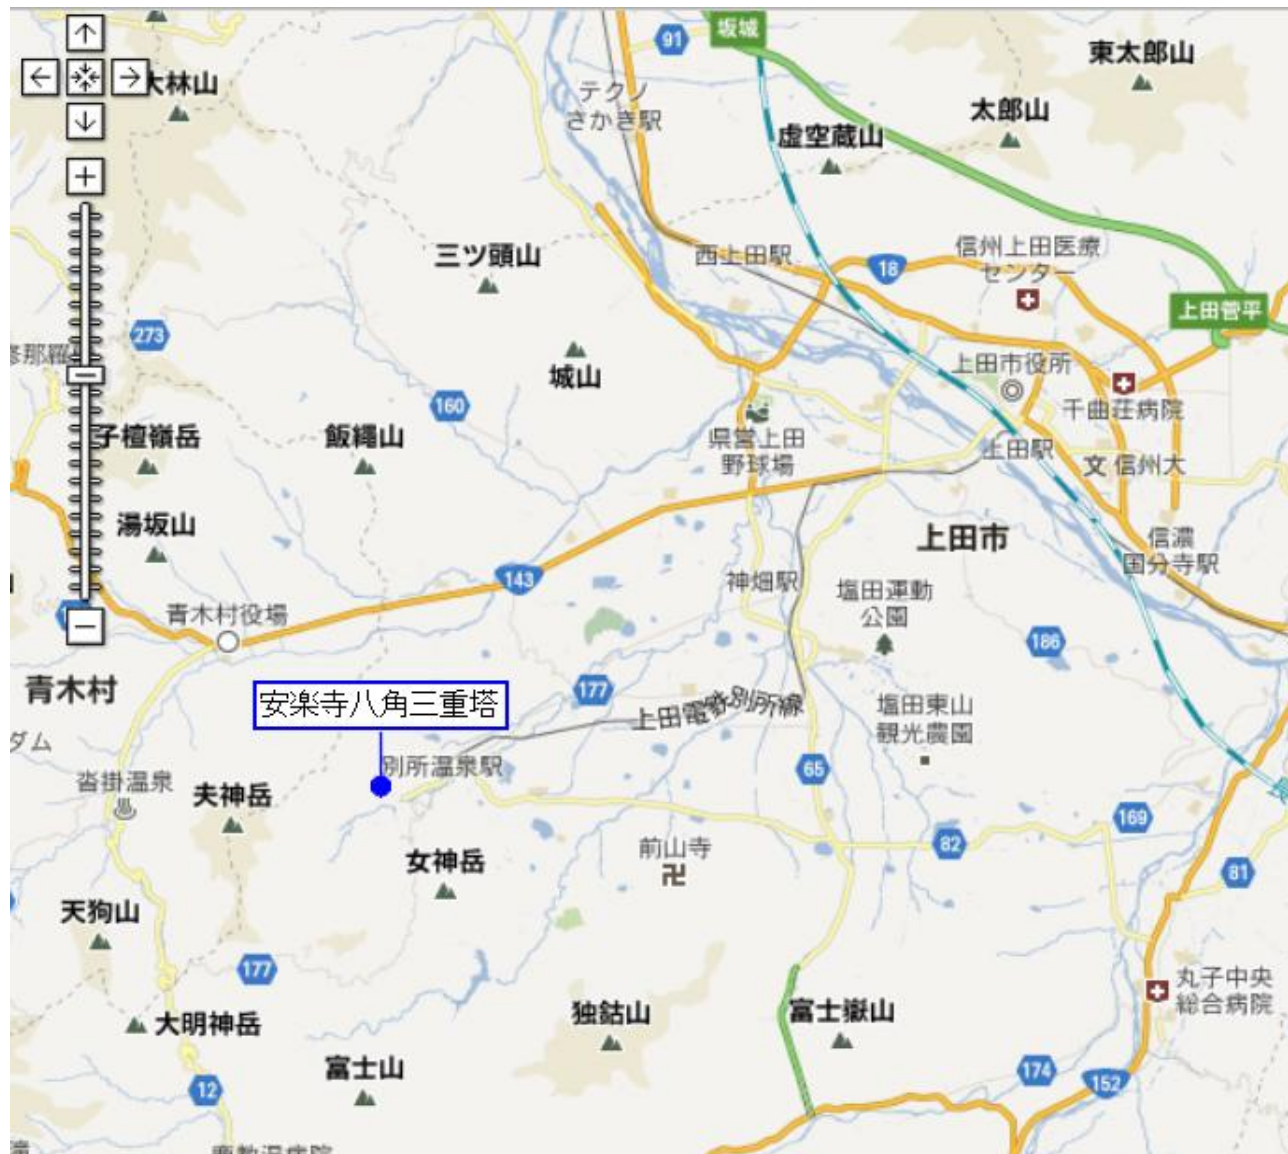 坂城
91
東太郎山
大林山
テクノ
さかき駅
太郎山
虚空蔵山
三ツ頭山
西上田駅
18
信州上田医療
センター
上田菅平
273
城山
上田市役所
160
千曲荘病院
子檀嶺岳
飯縄山
県営上田
野球場
上田駅
文 信州大
湯坂山
上田市
信濃
国分寺駅
143
神畑駅
塩田運動
公園
青木村役場
186
青木村
177
安楽寺八角三重塔
上田電鉄別所線
塩田東山
観光農園
ダム
別所温泉駅
65
沓掛温泉
夫神岳
169
前山寺
82
女神岳
81
天狗山
177
丸子中央
総合病院
大明神岳
独鈷山
富士嶽山
富士山
174
152
12